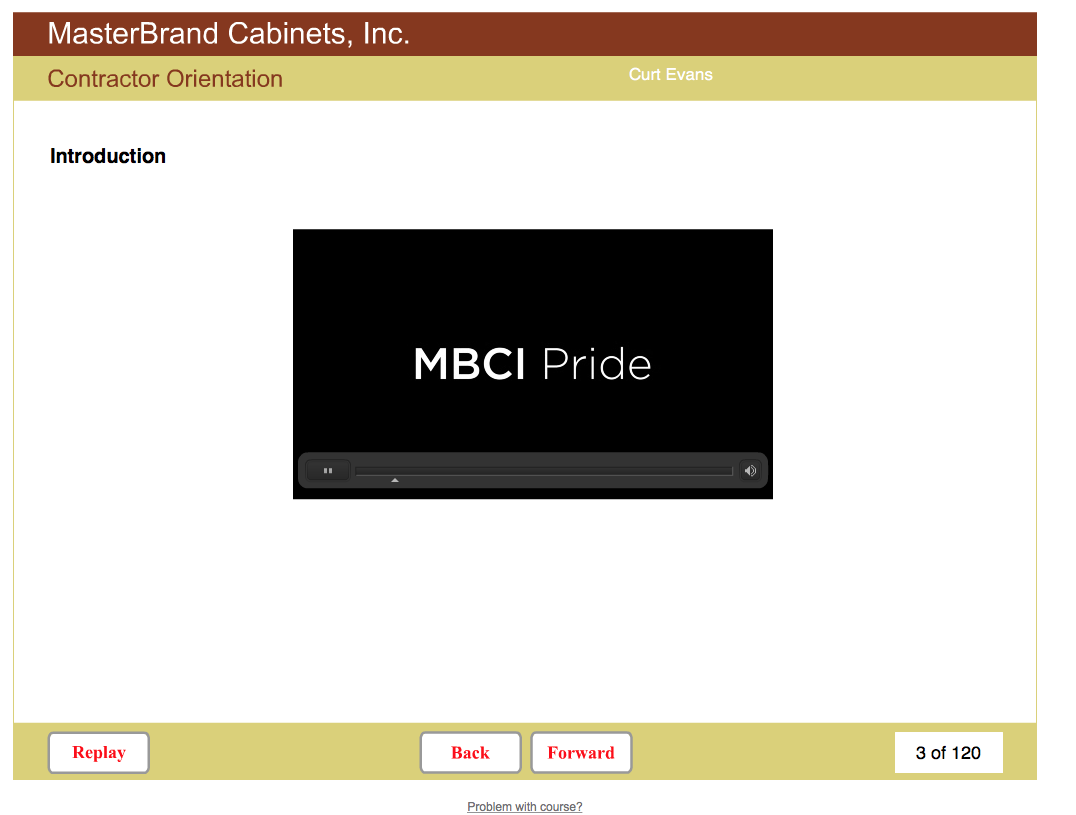 MasterBrand Cabinets, Inc.
Contractor Orientation
Curt Evans
Introduction
MBCI Pride
Replay
Back
Forward
3 of 120
Problem with course?